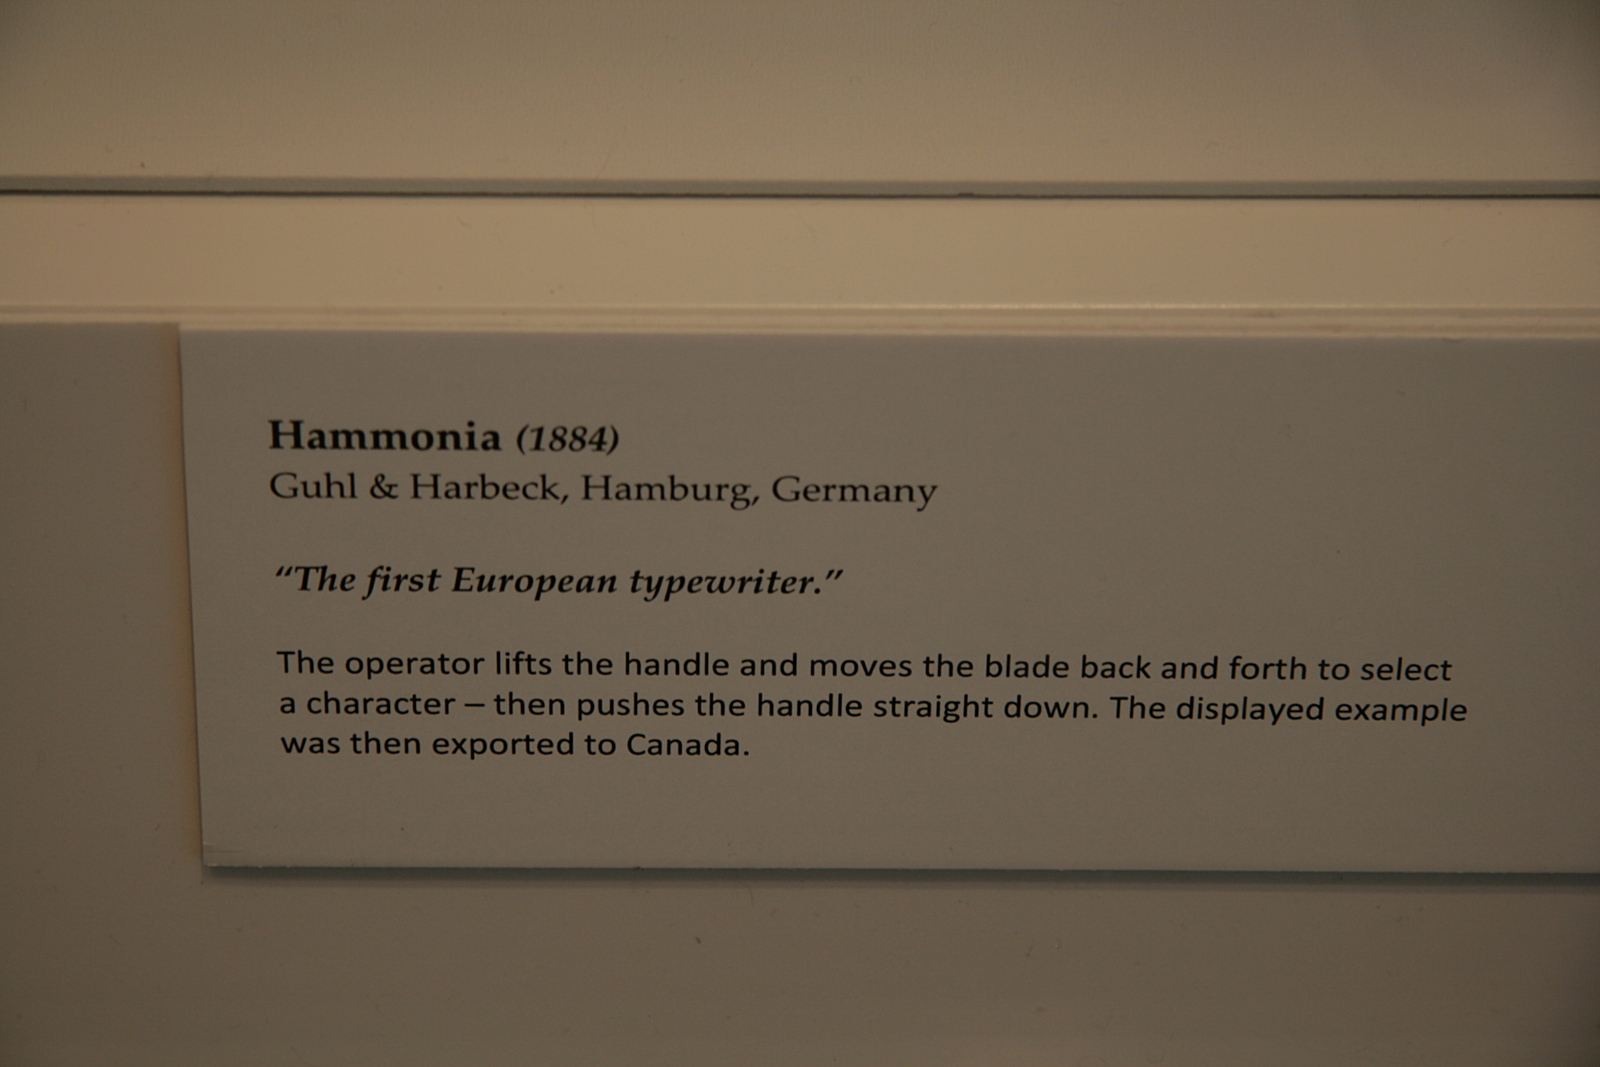 Hammonia (1884)
Guhl & Harbeck, Hamburg, Germany
“The first European typewriter.”
The operator lifts the handle and moves the blade back and forth to select
a character – then pushes the handle straight down. The displayed example
was then exported to Canada.